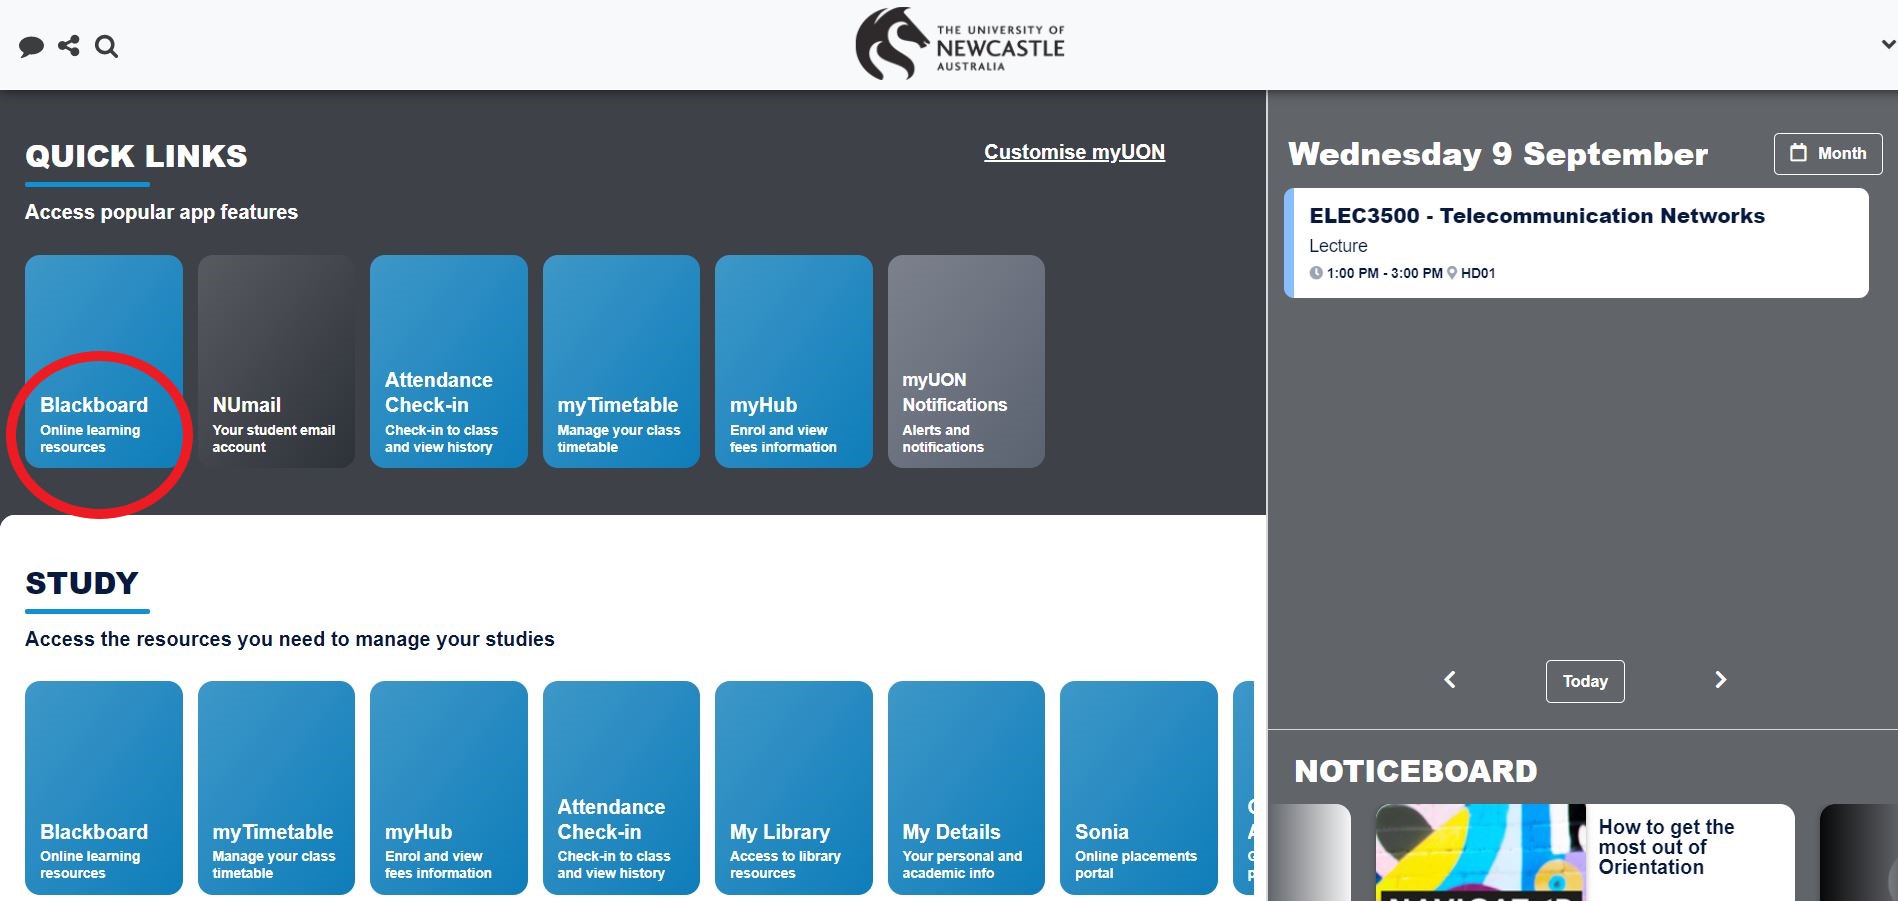 THE UNIVERSITY OF
NEWCASTLE
AUSTRALIA
QUICK LINKS
Customise myUON
Access popular app features
Blackboard
Online learning
resources
NUmail
Your student email
account
Attendance
Check-in
Check-in to class
and view history
myTimetable
Manage your class
timetable
myHub
Enrol and view
fees information
myUON
Notifications
Alerts and
notifications
STUDY
Access the resources you need to manage your studies
Blackboard
Online learning
resources
myTimetable
Manage your class
timetable
myHub
Enrol and view
fees information
Attendance
Check-in
Check-in to class
and view history
My Library
Access to library
resources
My Details
Your personal and
academic info
Sonia
Online placements
portal
Wednesday 9 September
Month
ELEC3500 - Telecommunication Networks
Lecture
1:00 PM - 3:00 PM HD01
Today
NOTICEBOARD
How to get the
most out of
Orientation